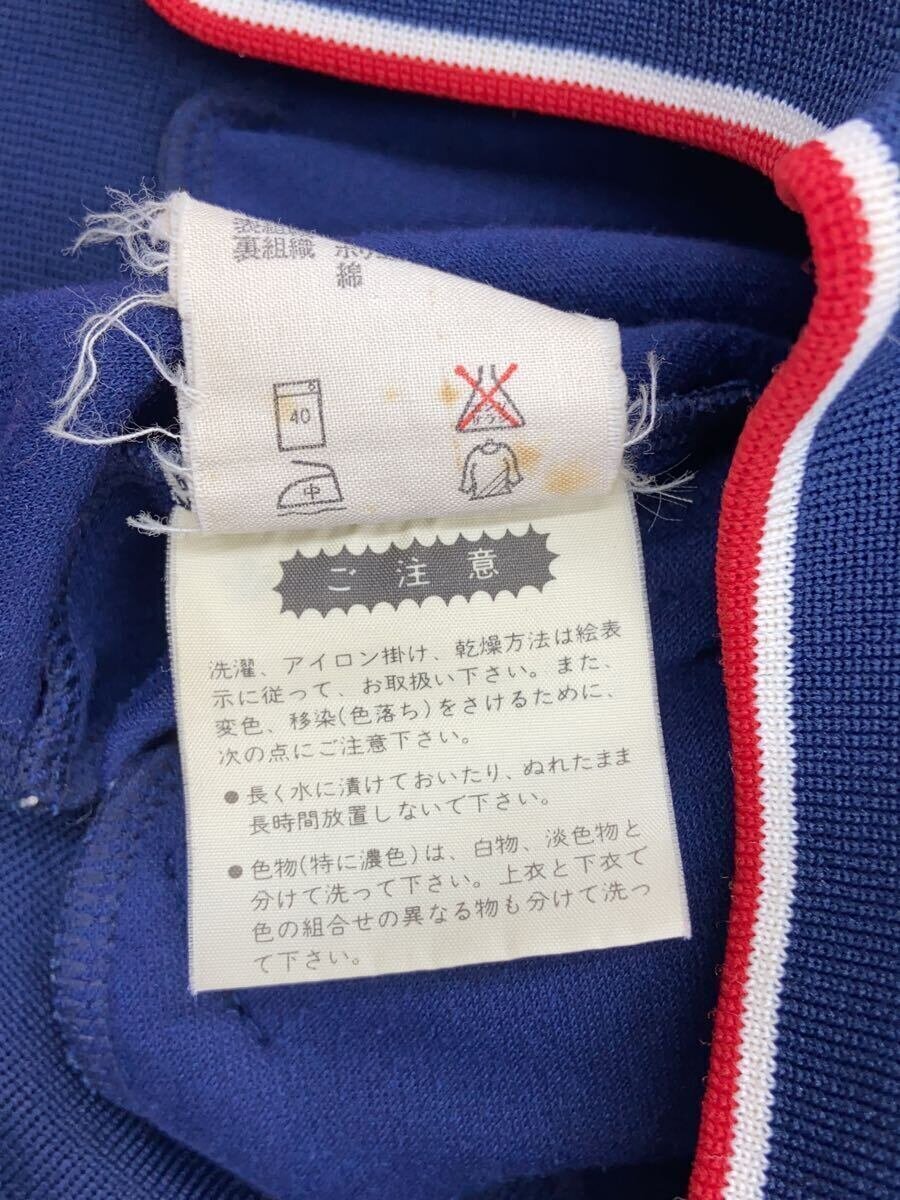 裏組織
綿
40
中
ご注意
洗濯、アイロン掛け、乾燥方法は絵表
示に従って、お取扱い下さい。また、
変色、移染(色落ち)をさけるために、
次の点にご注意下さい。
●長く水に漬けておいたり、ぬれたまま
長時間放置しないで下さい。
●色物(特に濃色)は、白物、淡色物と
分けて洗って下さい。上衣と下衣で
色の組合せの異なる物も分けて洗っ
て下さい。